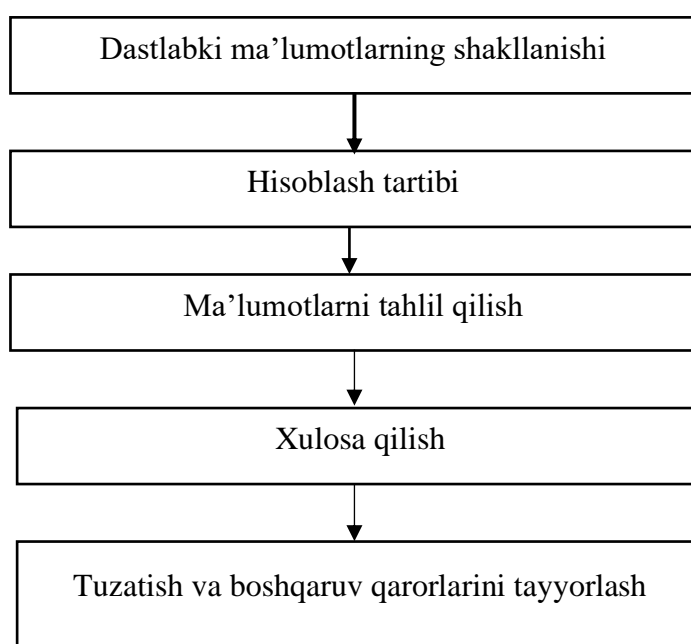 Dastlabki ma’lumotlarning shakllanishi
Hisoblash tartibi
Ma’lumotlarni tahlil qilish
Xulosa qilish
Tuzatish va boshqaruv qarorlarini tayyorlash